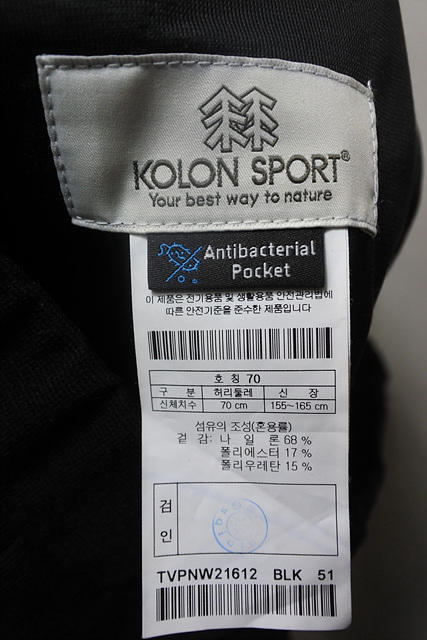 KOLON SPORT®
Your best way to nature
Antibacterial
Pocket
이 제품은 전기용품 및 생활용품 안전관리법에
따른 안전기준을 준수한 제품입니다
호 칭 70
구 분 허리둘레 신 장
신체치수 70 cm 155~165 cm
섬유의 조성(혼용률)
겉 감: 나 일 론 68 %
폴리에스터 17 %
폴리우레탄 15 %
검
인
TVPNW21612 BLK 51